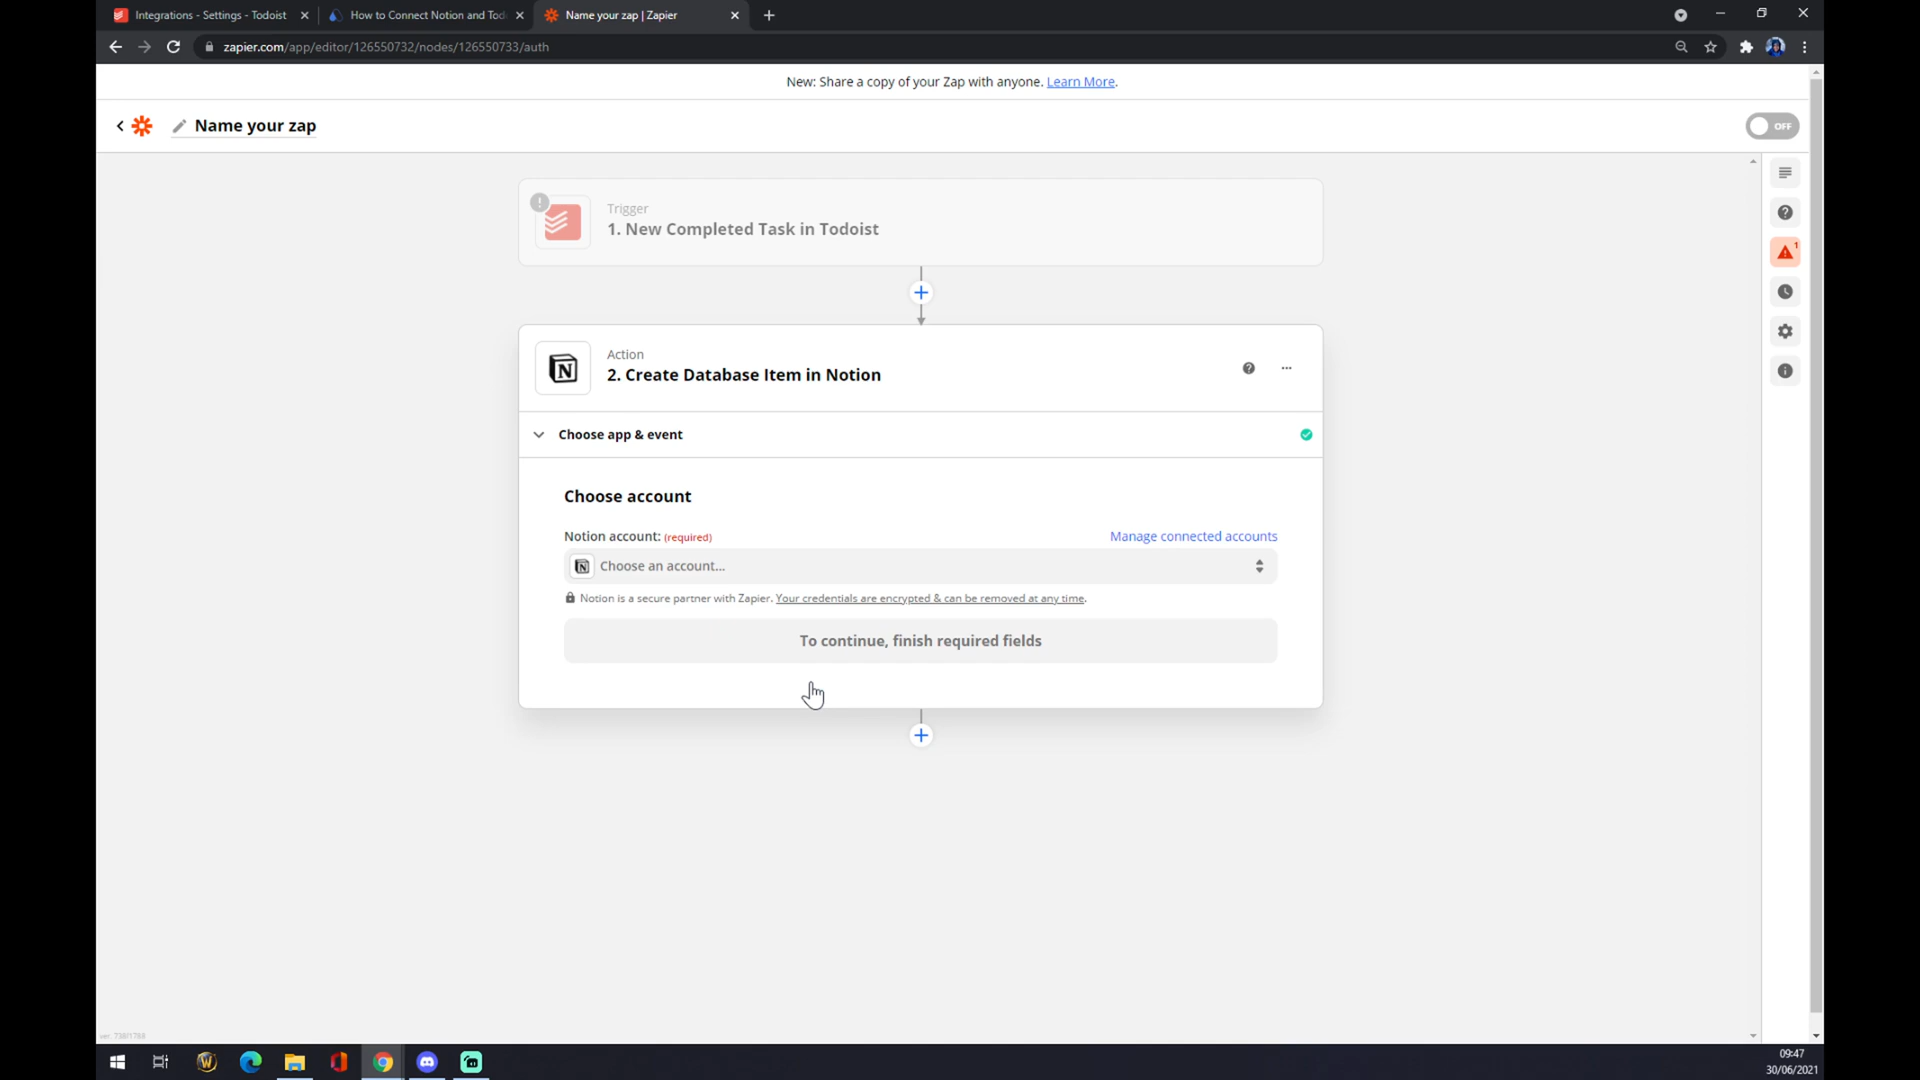 Integrations - Settings - Todoist
How to Connect Notion and Tod
Name your zap | Zapier
zapier.com/app/editor/126550732/nodes/126550733/auth
New: Share a copy of your Zap with anyone. Learn More.
Name your zap
OFF
Trigger
1. New Completed Task in Todoist
1
Action
2. Create Database Item in Notion
Choose app & event
Choose account
Notion account: (required)
Manage connected accounts
Choose an account...
Notion is a secure partner with Zapier. Your credentials are encrypted & can be removed at any time.
To continue, finish required fields
09:47
30/06/2021